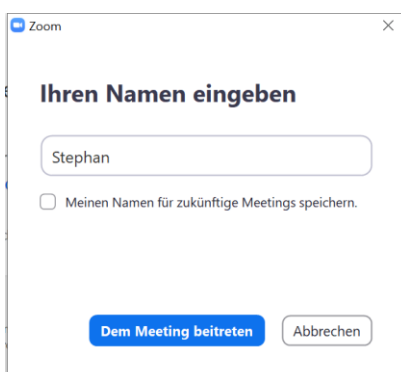 Zoom
Ihren Namen eingeben
Stephan
Meinen Namen für zukünftige Meetings speichern.
Dem Meeting beitreten
Abbrechen